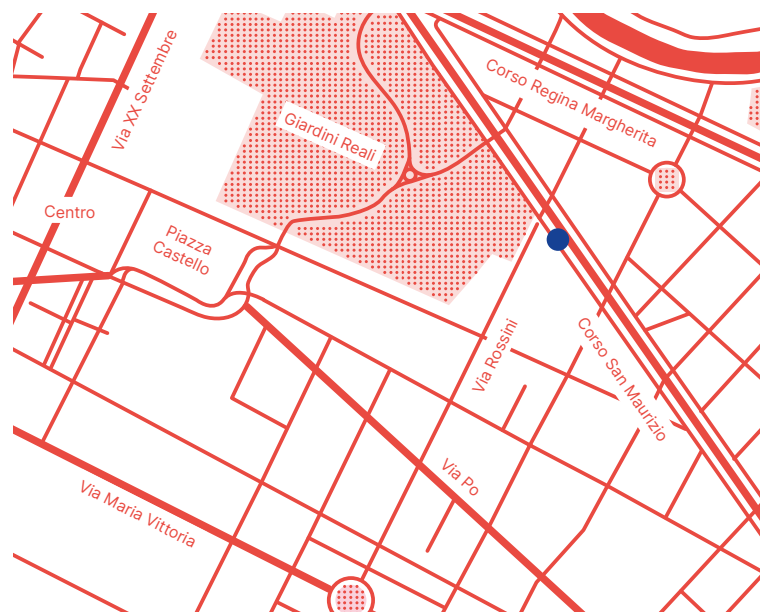 Via XX Settembre
Corso Regina Margherita
Giardini Reali
Centro
Piazza
Castello
Via Rossini
Corso San Maurizio
Via Po
Via Maria Vittoria